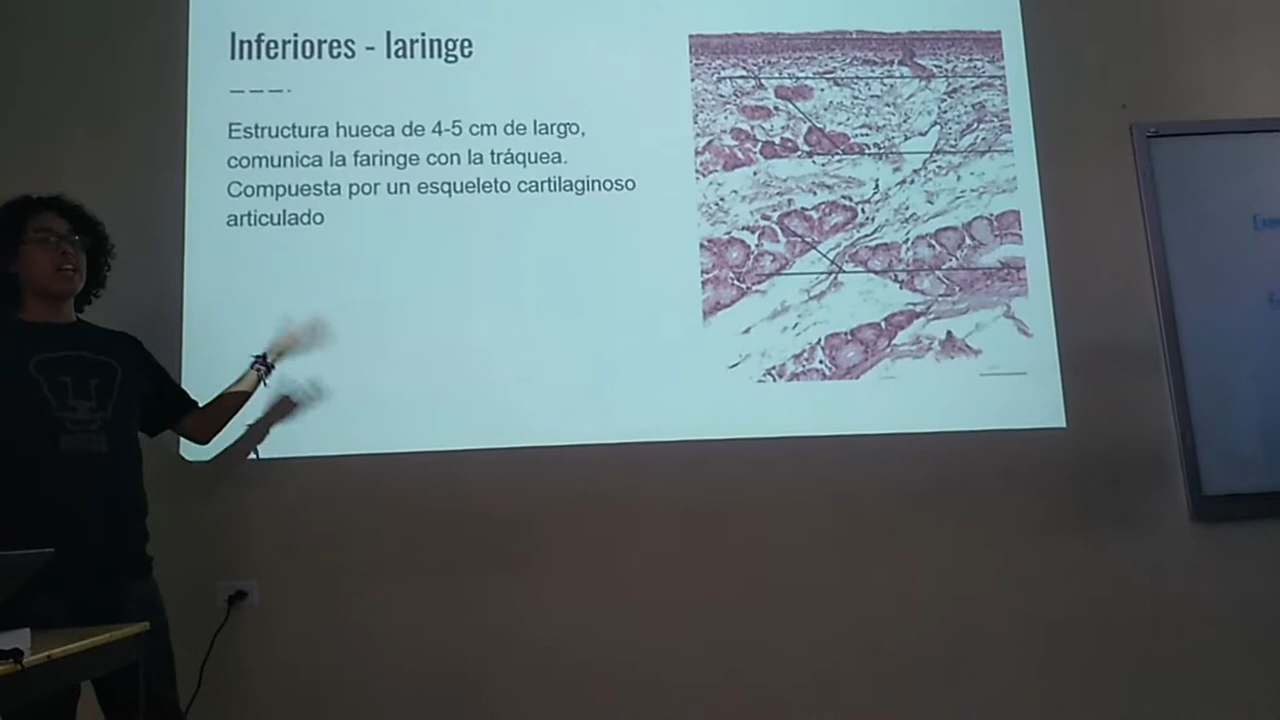 Inferiores - laringe
Estructura hueca de 4-5 cm de largo,
comunica la faringe con la tráquea.
Compuesta por un esqueleto cartilaginoso
articulado